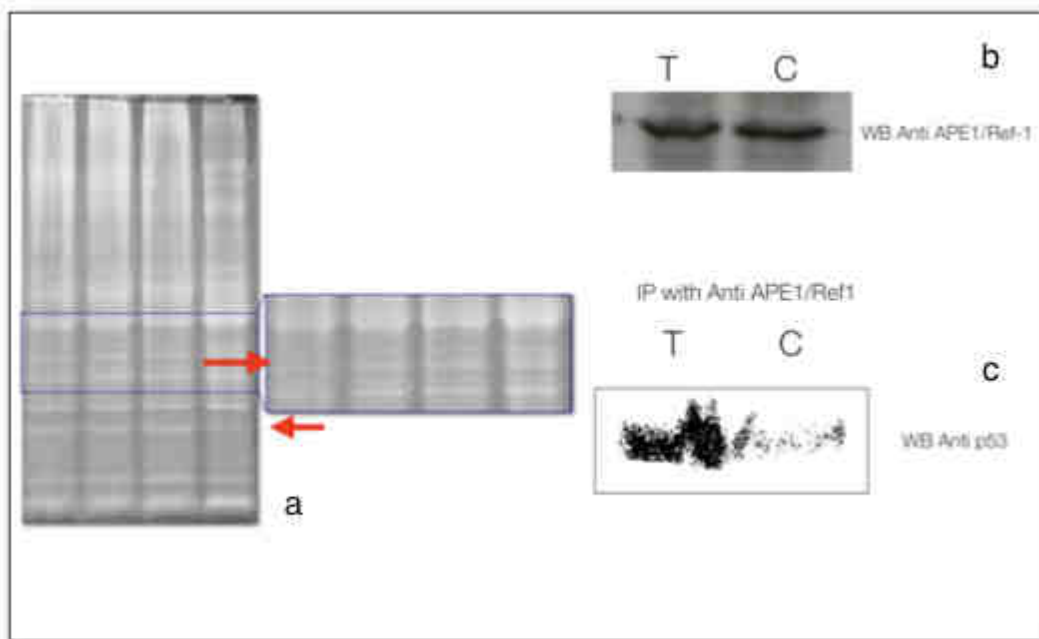 b
T C
WB Anti APE1/Ref-1
IP with Anti APE1/Ref1
T C
c
WB Anti p53
a